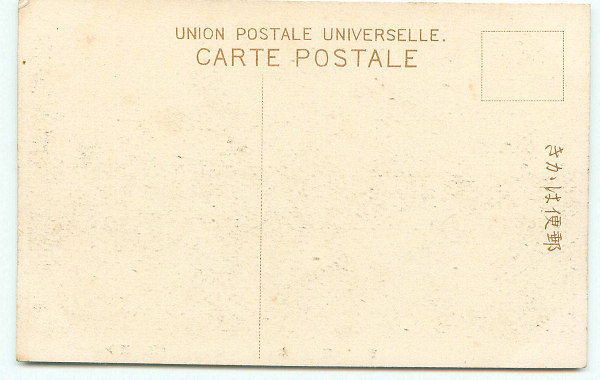 UNION POSTALE UNIVERSELLE.
CARTE POSTALE
郵便はかき